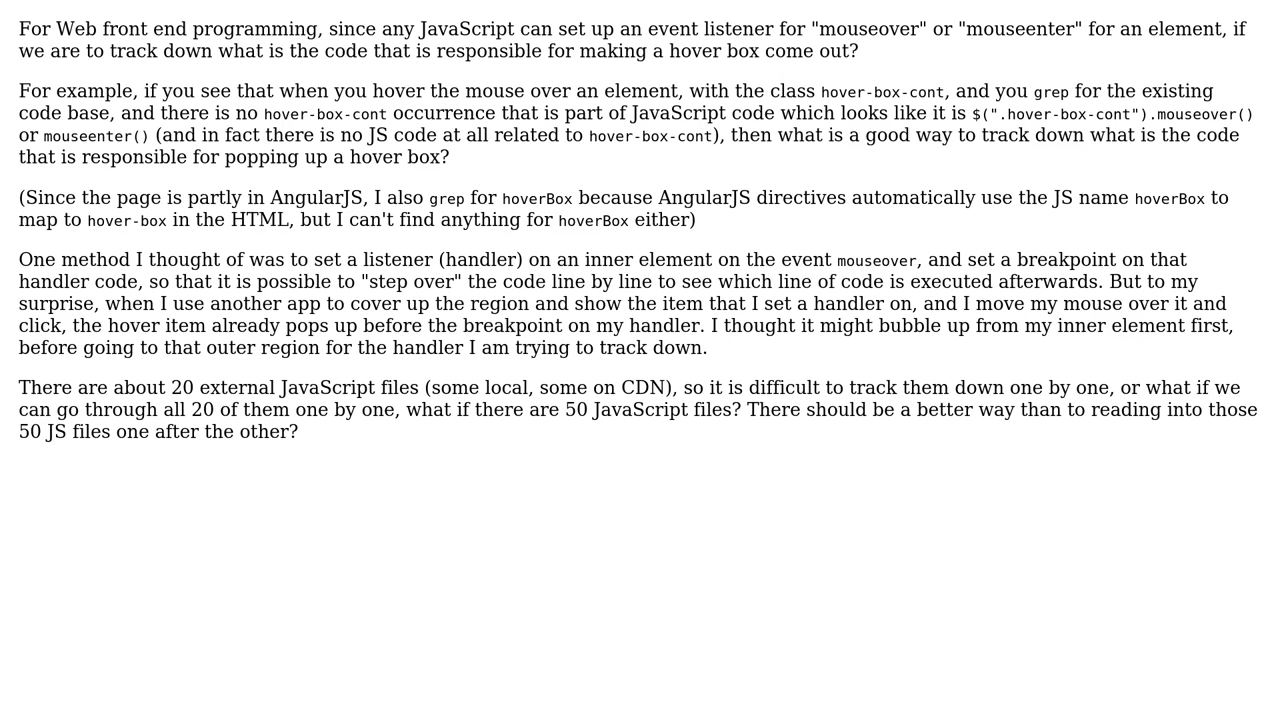 For Web front end programming, since any JavaScript can set up an event listener for "mouseover" or "mouseenter" for an element, if
we are to track down what is the code that is responsible for making a hover box come out?
For example, if you see that when you hover the mouse over an element, with the class hover-box-cont, and you grep for the existing
code base, and there is no hover-box-cont occurrence that is part of JavaScript code which looks like it is $(".hover-box-cont").mouseover()
or mouseenter() (and in fact there is no JS code at all related to hover-box-cont), then what is a good way to track down what is the code
that is responsible for popping up a hover box?
(Since the page is partly in AngularJS, I also grep for hoverBox because AngularJS directives automatically use the JS name hoverBox to
map to hover-box in the HTML, but I can't find anything for hoverBox either)
One method I thought of was to set a listener (handler) on an inner element on the event mouseover, and set a breakpoint on that
handler code, so that it is possible to "step over" the code line by line to see which line of code is executed afterwards. But to my
surprise, when I use another app to cover up the region and show the item that I set a handler on, and I move my mouse over it and
click, the hover item already pops up before the breakpoint on my handler. I thought it might bubble up from my inner element first,
before going to that outer region for the handler I am trying to track down.
There are about 20 external JavaScript files (some local, some on CDN), so it is difficult to track them down one by one, or what if we
can go through all 20 of them one by one, what if there are 50 JavaScript files? There should be a better way than to reading into those
50 JS files one after the other?